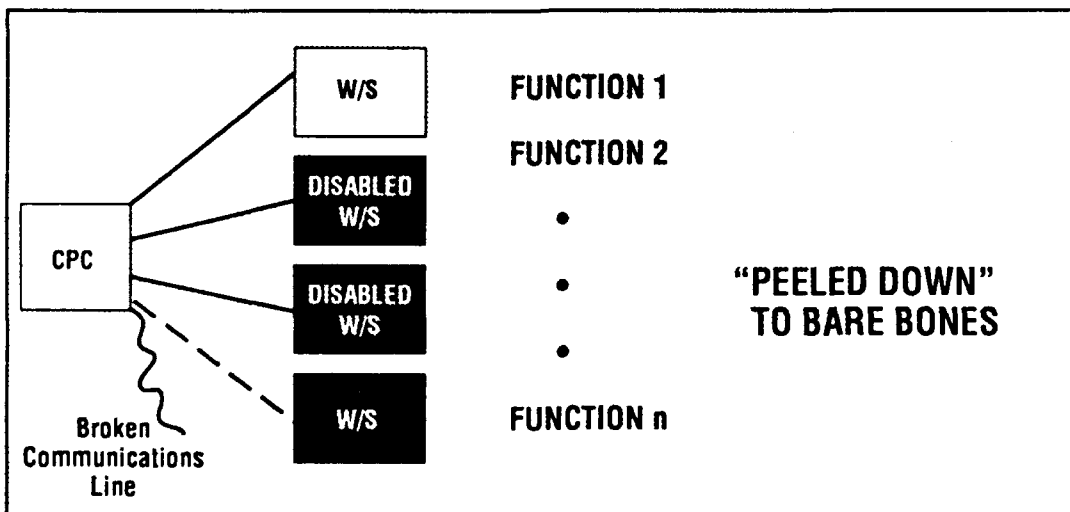 W/S
FUNCTION 1
FUNCTION 2
DISABLED
W/S
CPC
DISABLED
W/S
"PEELED DOWN"
TO BARE BONES
W/S
FUNCTION n
Broken
Communications
Line